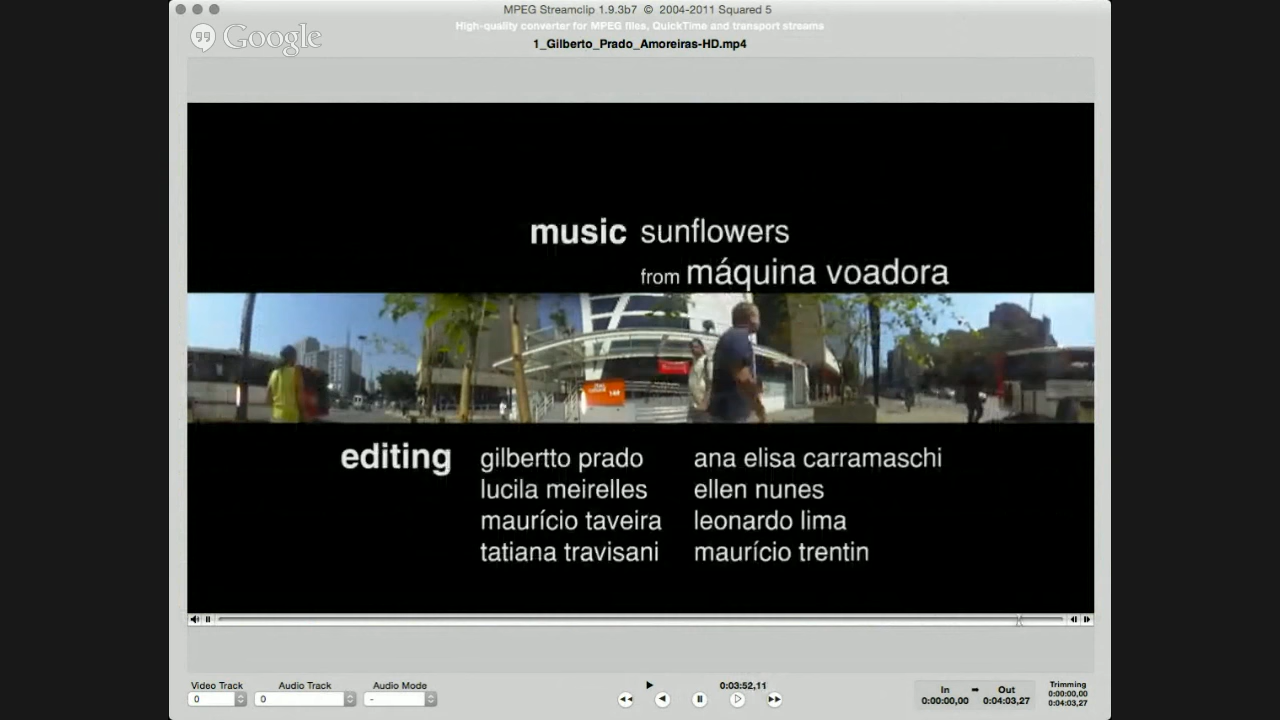 MPEG Streamclip 1.9.3b7 © 2004-2011 Squared 5
High-quality converter for MPEG files, QuickTime and transport streams
Google
1_Gilberto_Prado_Amoreiras-HD.mp4
music sunflowers
from máquina voadora
editing
gilbertto prado
lucila meirelles
maurício taveira
tatiana travisani
ana elisa carramaschi
ellen nunes
leonardo lima
maurício trentin
Video Track
0
Audio Track
0
Audio Mode
-
0:03:52,11
In
0:00:00,00
Out
0:04:03,27
Trimming
0:00:00,00
0:04:03,27